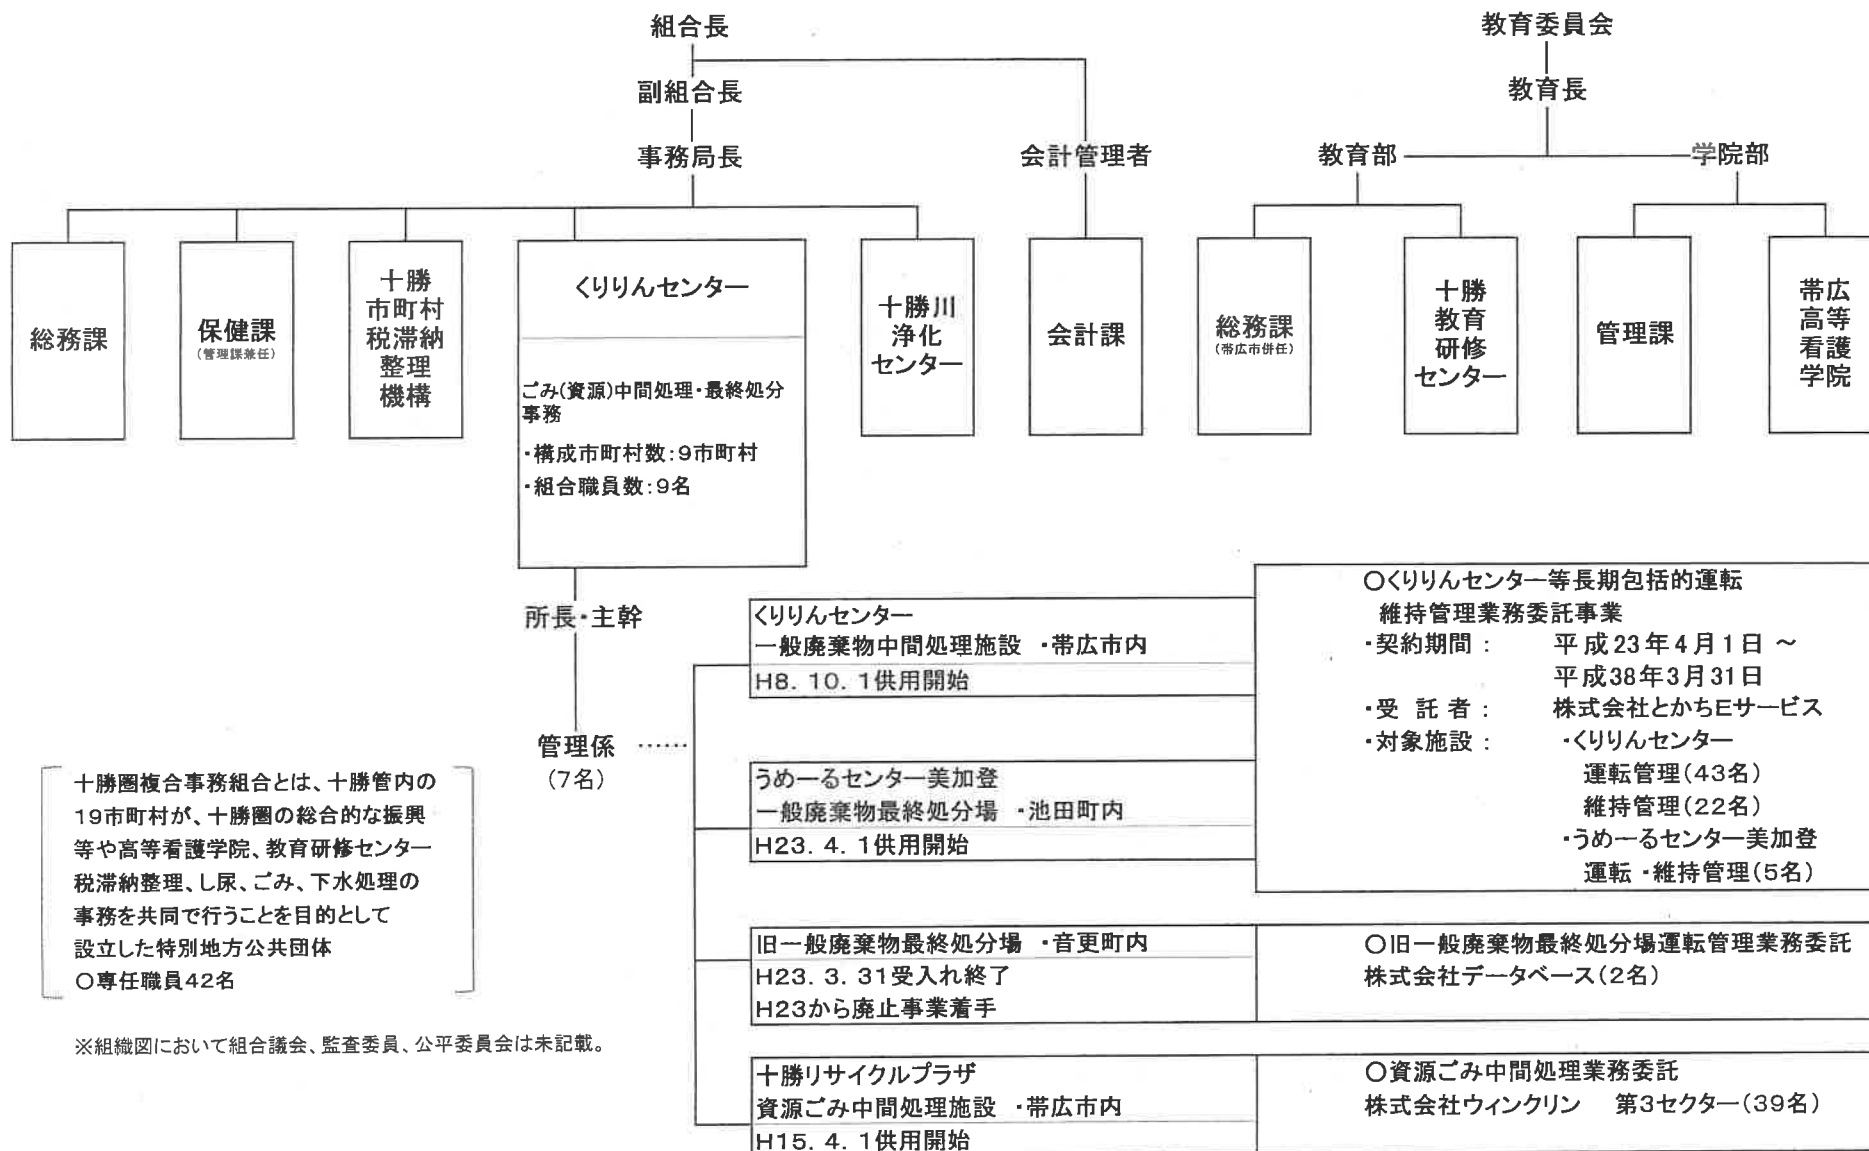 組合長
教育委員会
副組合長
教育長
事務局長
会計管理者
教育部
学院部
総務課
保健課
(管理課兼任)
十勝
市町村
税滞納
整理
機構
くりりんセンター
ごみ(資源)中間処理・最終処分
事務
・構成市町村数:9市町村
・組合職員数:9名
十勝川
浄化
センター
会計課
総務課
(帯広市併任)
十勝
教育
研修
センター
管理課
帯広
高等
看護
学院
所長・主幹
管理係 ……
(7名)
くりりんセンター
一般廃棄物中間処理施設 ・帯広市内
H8. 10. 1供用開始
うめーるセンター美加登
一般廃棄物最終処分場 ・池田町内
H23. 4. 1供用開始
○くりりんセンター等長期包括的運転
維持管理業務委託事業
・契約期間: 平成23年4月1日 ～
平成38年3月31日
・受託者: 株式会社とかちEサービス
・対象施設: ・くりりんセンター
運転管理(43名)
維持管理(22名)
・うめーるセンター美加登
運転・維持管理(5名)
旧一般廃棄物最終処分場 ・音更町内
H23. 3. 31受入れ終了
H23から廃止事業着手
○旧一般廃棄物最終処分場運転管理業務委託
株式会社データベース(2名)
十勝リサイクルプラザ
資源ごみ中間処理施設 ・帯広市内
H15. 4. 1供用開始
○資源ごみ中間処理業務委託
株式会社ウィンクリン 第3セクター(39名)
十勝圏複合事務組合とは、十勝管内の
19市町村が、十勝圏の総合的な振興
等や高等看護学院、教育研修センター
税滞納整理、し尿、ごみ、下水処理の
事務を共同で行うことを目的として
設立した特別地方公共団体
○専任職員42名
※組織図において組合議会、監査委員、公平委員会は未記載。